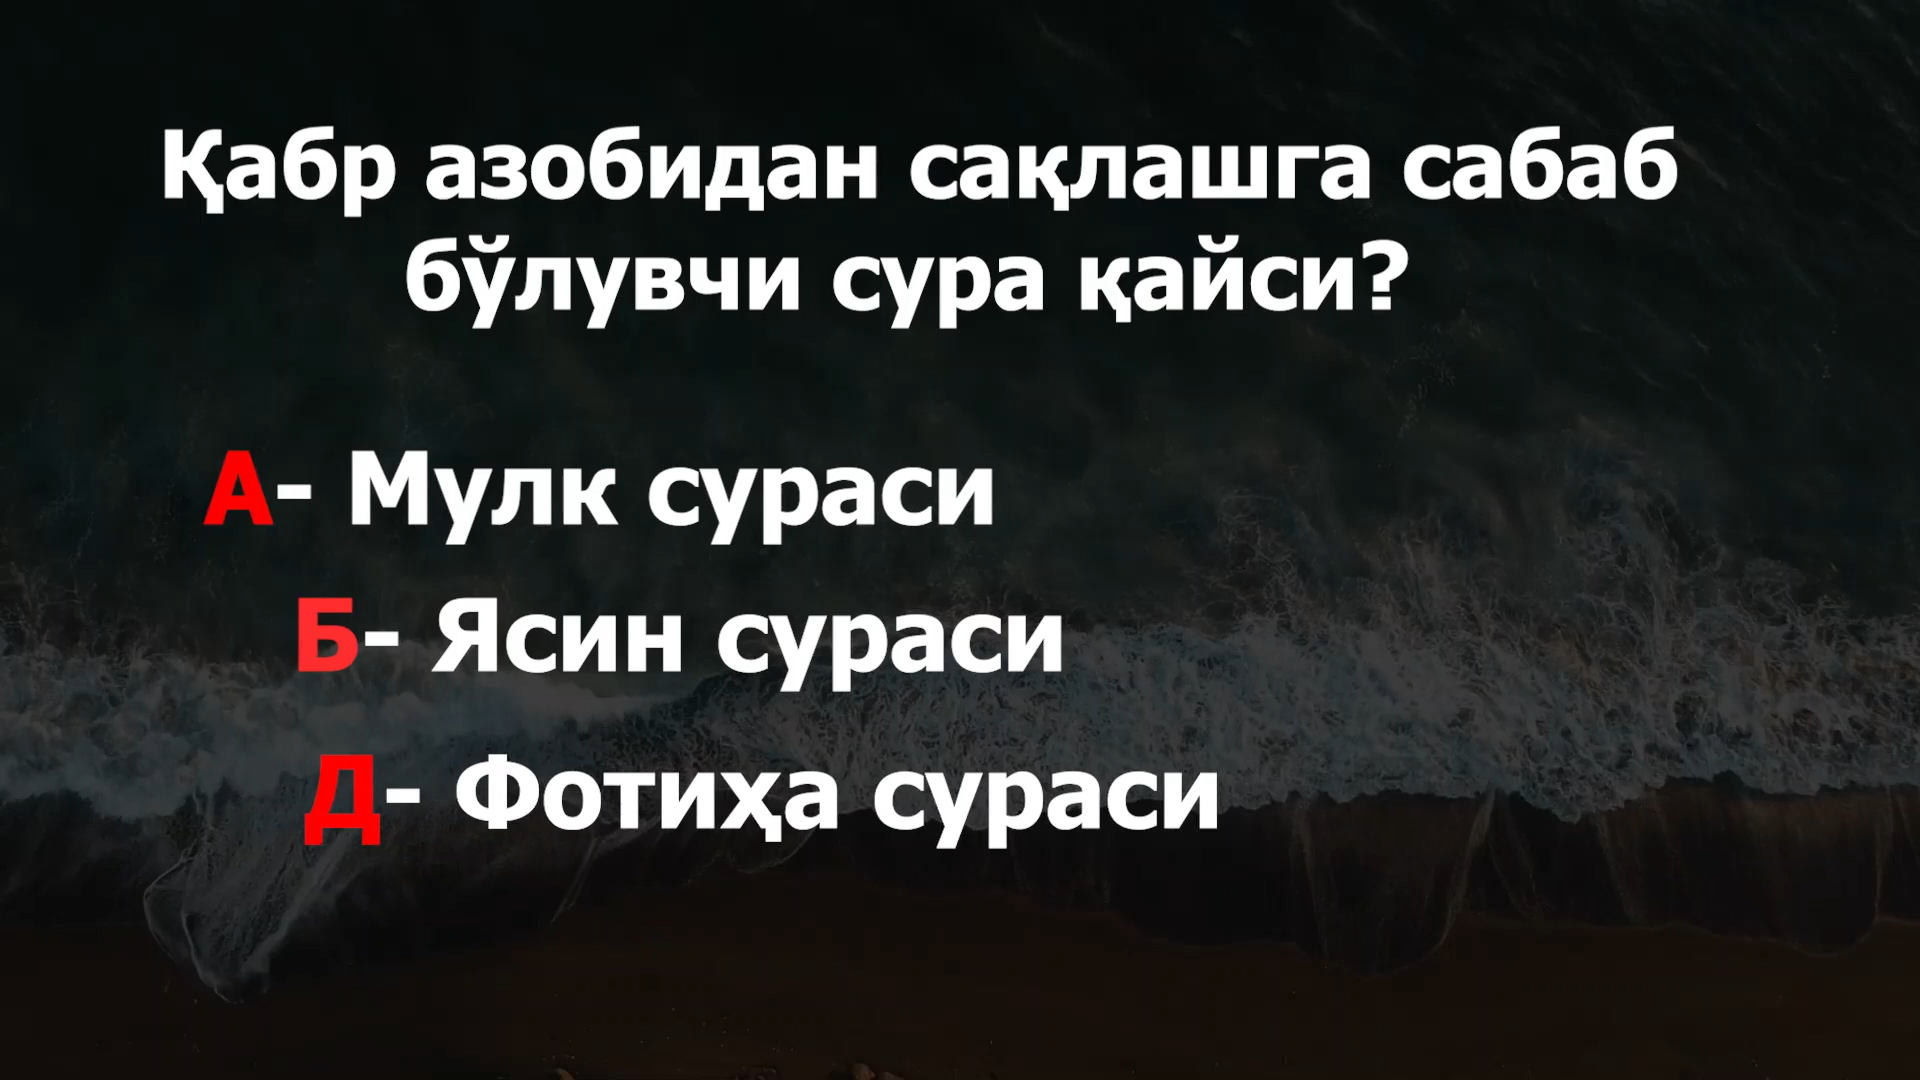 Қабр азобидан сақлашга сабаб
бўлувчи сура қайси?
А- Мулк сураси
Б- Ясин сураси
Д- Фотиҳа сураси